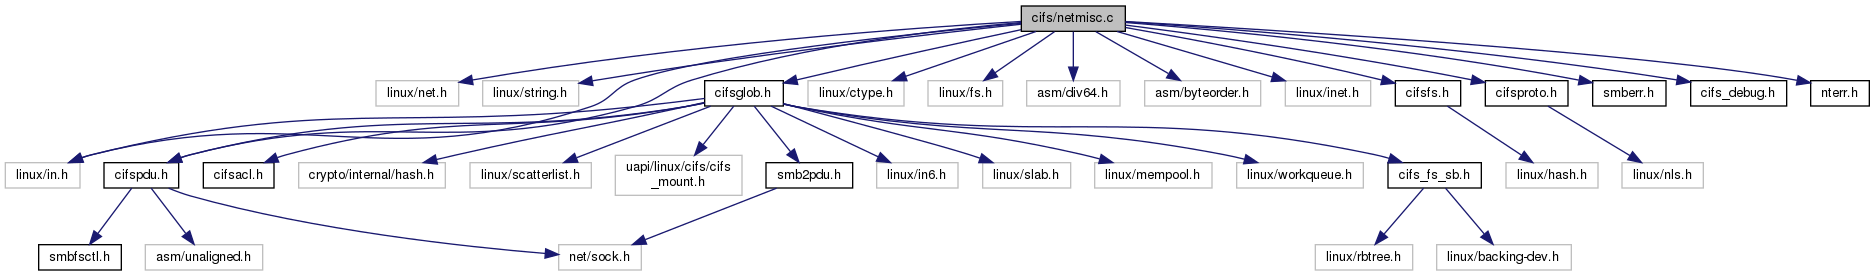 cifs/netmisc.c
linux/net.h
linux/string.h
cifsglob.h
linux/ctype.h
linux/fs.h
asm/div64.h
asm/byteorder.h
linux/inet.h
cifsfs.h
cifsproto.h
smberr.h
cifs_debug.h
nterr.h
linux/in.h
cifspdu.h
cifsacl.h
crypto/internal/hash.h
linux/scatterlist.h
uapi/linux/cifs/cifs
_mount.h
smb2pdu.h
linux/in6.h
linux/slab.h
linux/mempool.h
linux/workqueue.h
cifs_fs_sb.h
linux/hash.h
linux/nls.h
smbfsctl.h
asm/unaligned.h
net/sock.h
linux/rbtree.h
linux/backing-dev.h